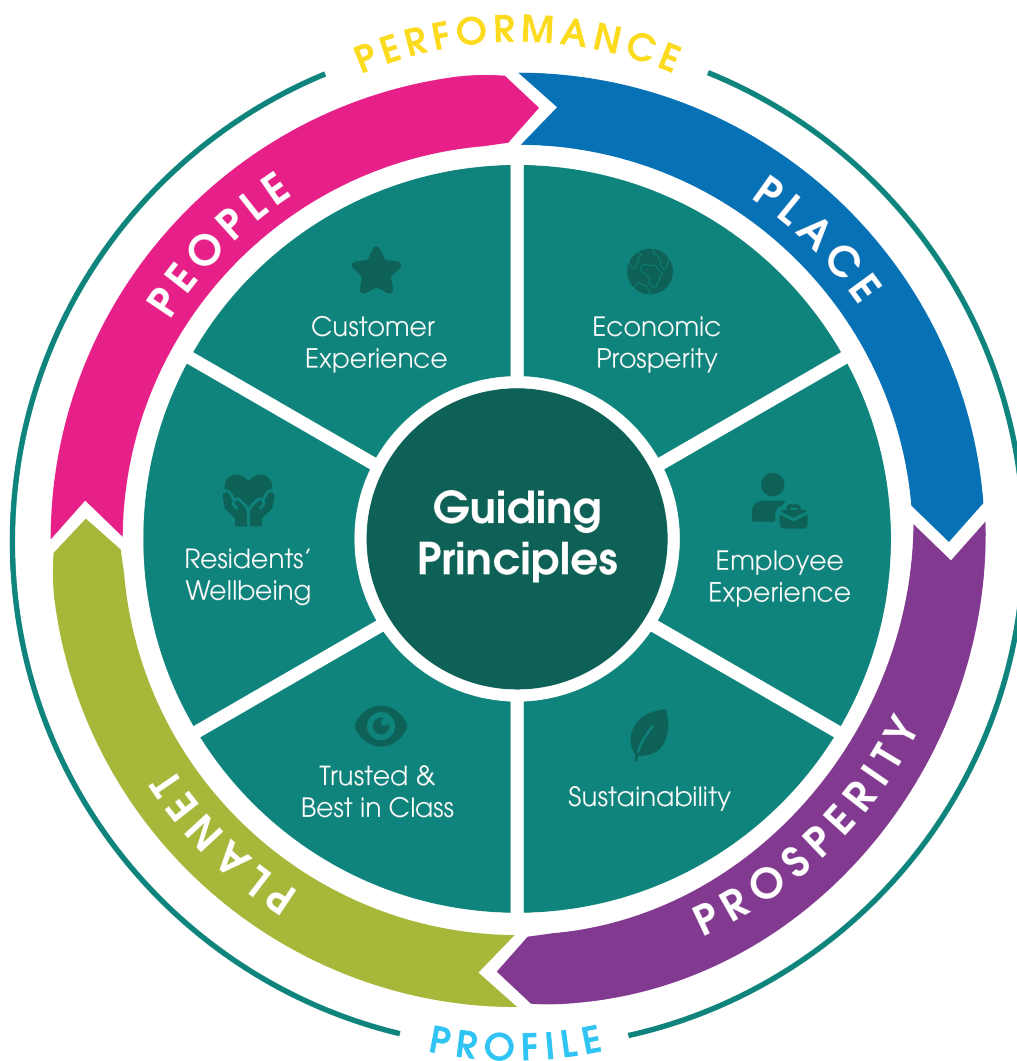 PERFORMANCE
PEOPLE
PLACE
Customer
Experience
Economic
Prosperity
Guiding
Principles
Residents’
Wellbeing
Employee
Experience
Trusted &
Best in Class
Sustainability
PLANET
PROSPERITY
PROFILE